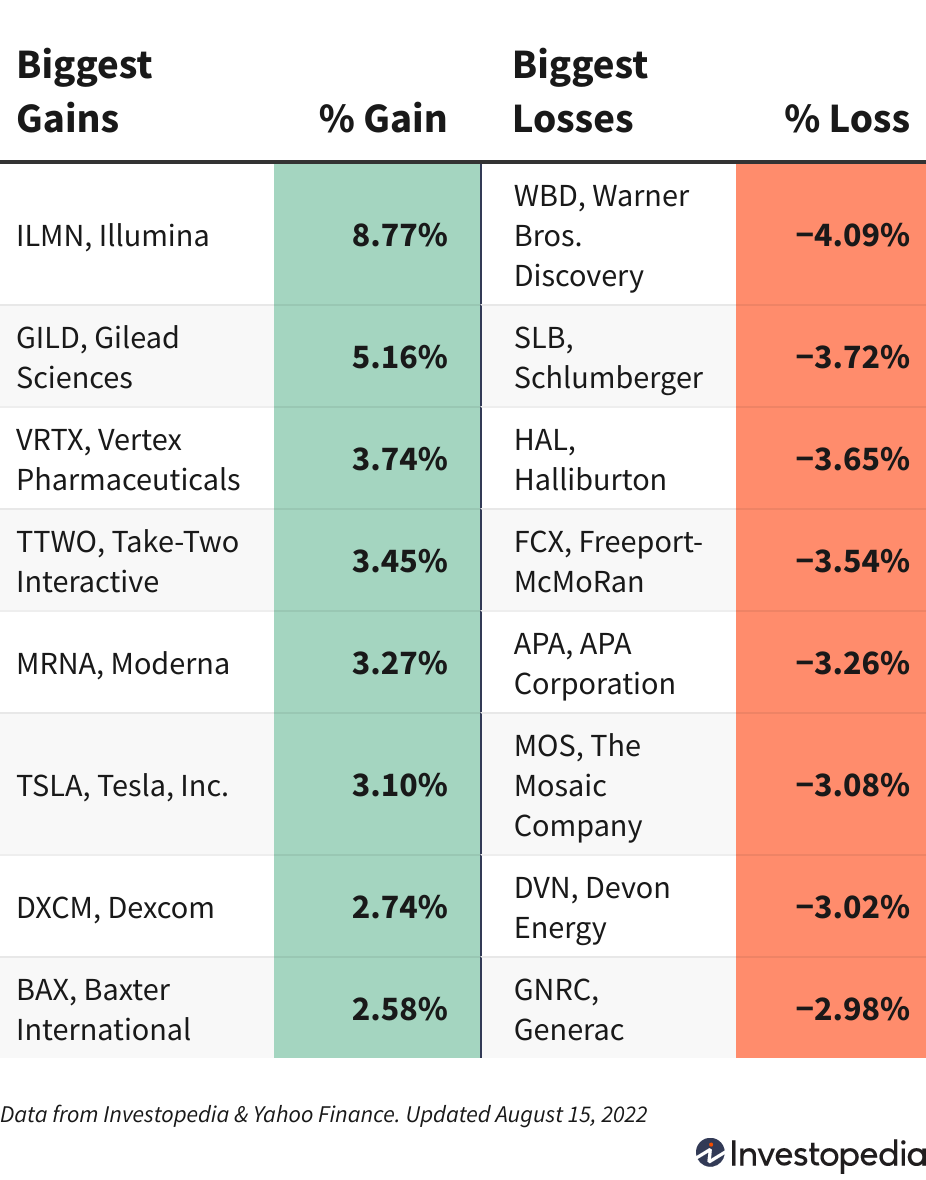 Biggest
Gains
% Gain
Biggest
Losses
% Loss
ILMN, Illumina
8.77%
WBD, Warner
Bros.
Discovery
−4.09%
GILD, Gilead
Sciences
5.16%
SLB,
Schlumberger
−3.72%
VRTX, Vertex
Pharmaceuticals
3.74%
HAL,
Halliburton
−3.65%
TTWO, Take-Two
Interactive
3.45%
FCX, Freeport-
McMoRan
−3.54%
MRNA, Moderna
3.27%
APA, APA
Corporation
−3.26%
TSLA, Tesla, Inc.
3.10%
MOS, The
Mosaic
Company
−3.08%
DXCM, Dexcom
2.74%
DVN, Devon
Energy
−3.02%
BAX, Baxter
International
2.58%
GNRC,
Generac
−2.98%
Data from Investopedia & Yahoo Finance. Updated August 15, 2022
Investopedia